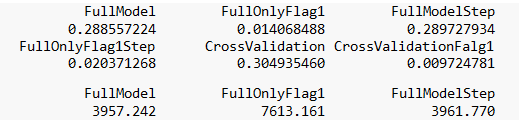 FullModel FullOnlyFlag1 FullModelStep
0.288557224 0.014068488 0.289727934
FullOnlyFlag1Step CrossValidation CrossValidationFalg1
0.020371268 0.304935460 0.009724781
FullModel FullOnlyFlag1 FullModelStep
3957.242 7613.161 3961.770